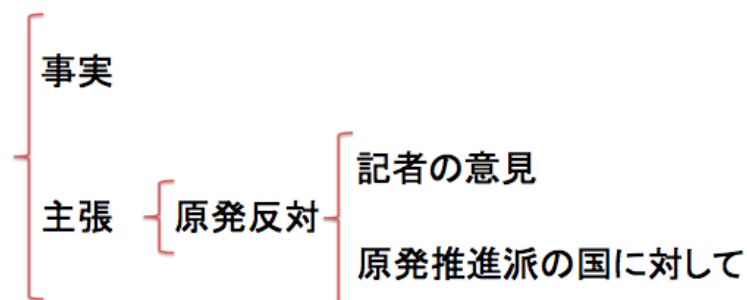 事実
記者の意見
主張
原発反対
原発推進派の国に対して